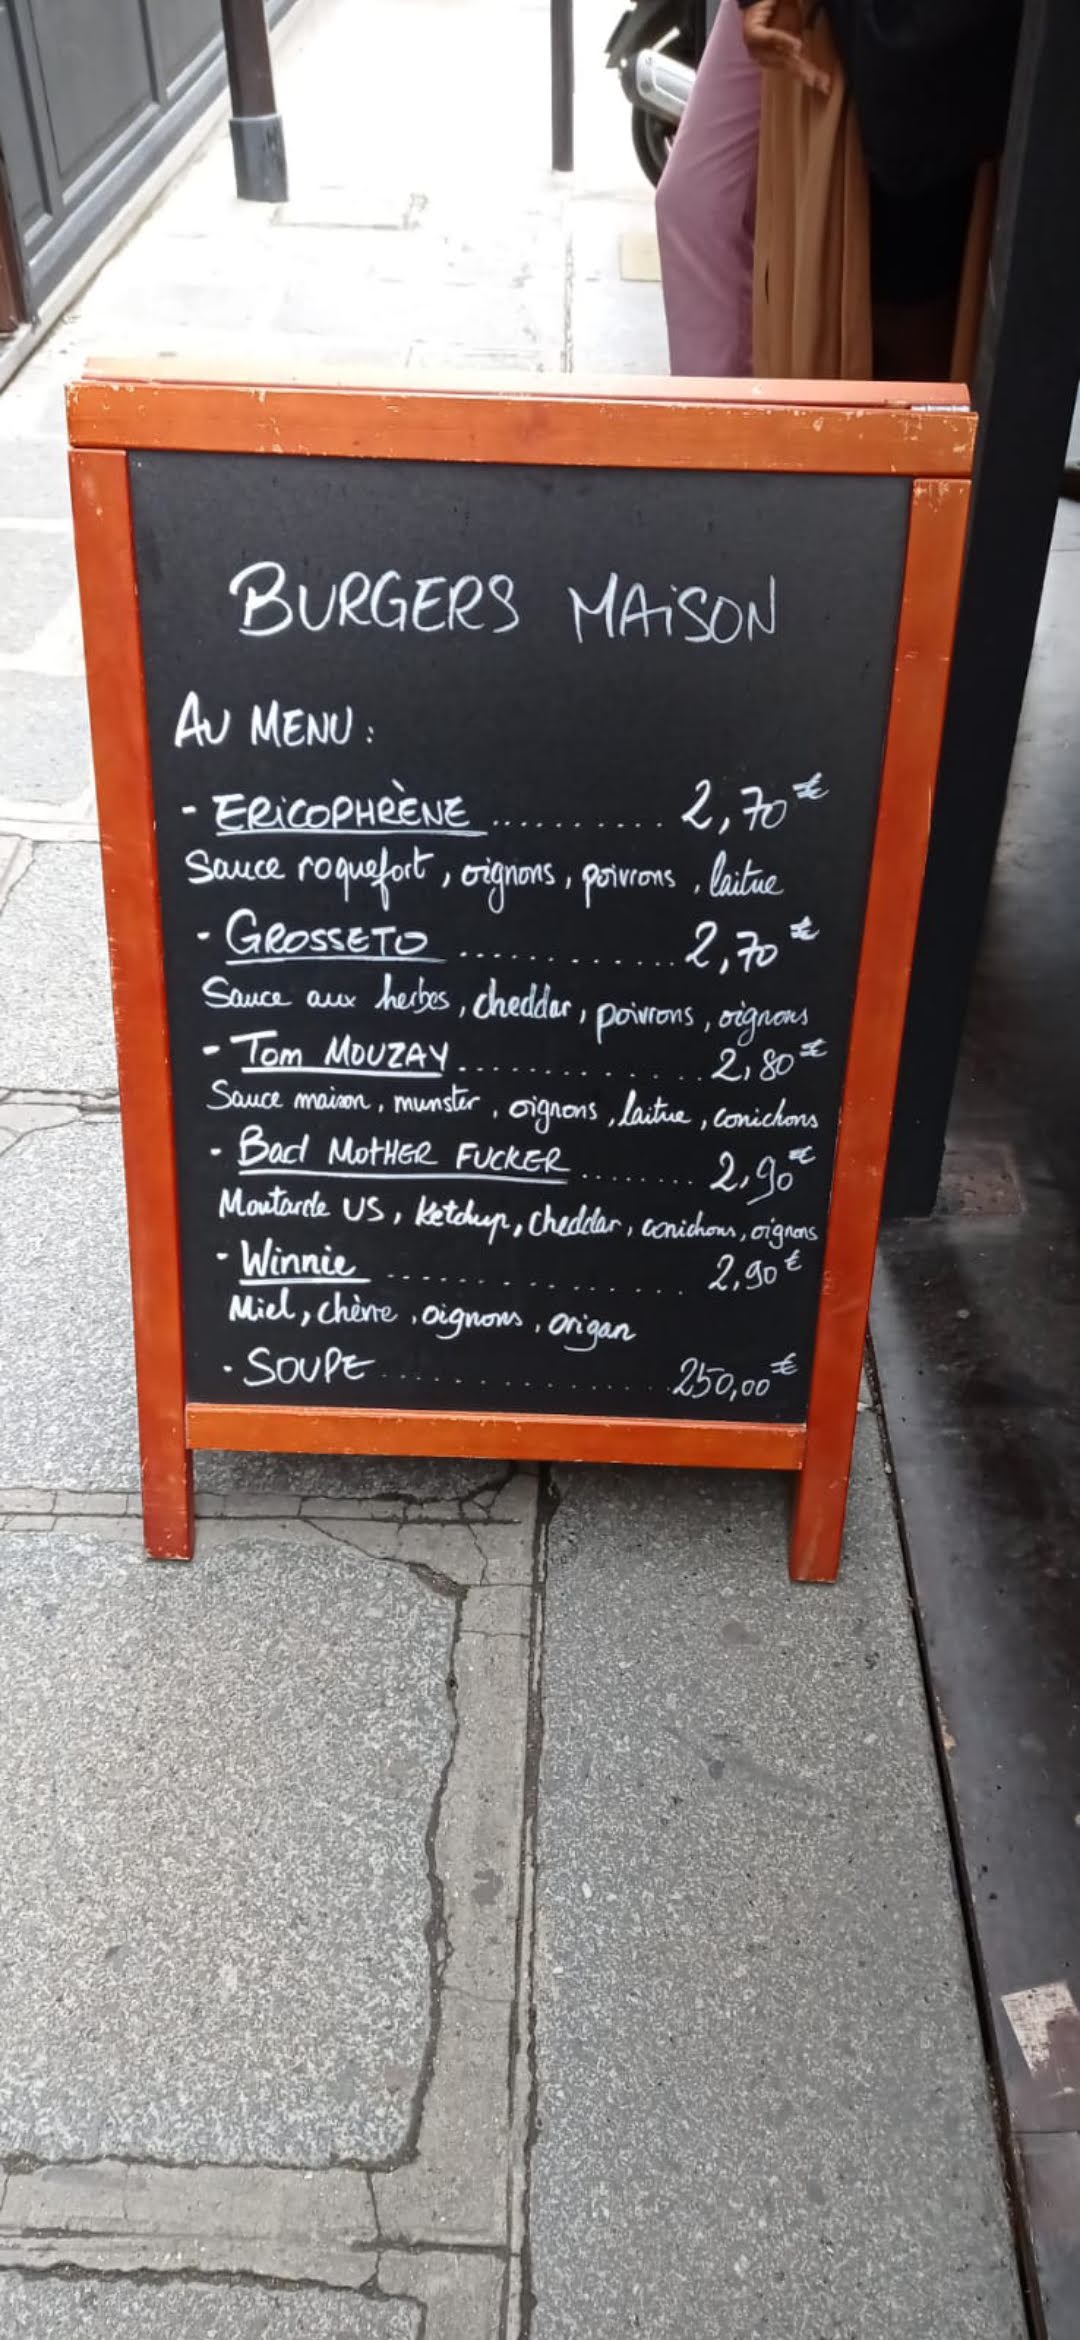 BURGERS MAiSON
AU MENU :
- ERiCOPHRÈNE .......... 2,70€
Sauce roquefort, oignons, poivrons, laitue
- GROSSETO ............ 2,70€
Sauce aux herbes, cheddar, poivrons, oignons
- Tom MOUZAY ............. 2,80€
Sauce maison, munster, oignons, laitue, cornichons
- Bad MOTHER FUCKER ........ 2,90€
Moutarde US, ketchup, cheddar, cornichons, oignons
- Winnie ................ 2,90€
Miel, chèvre, oignons, origan
- SOUPE ................ 250,00€